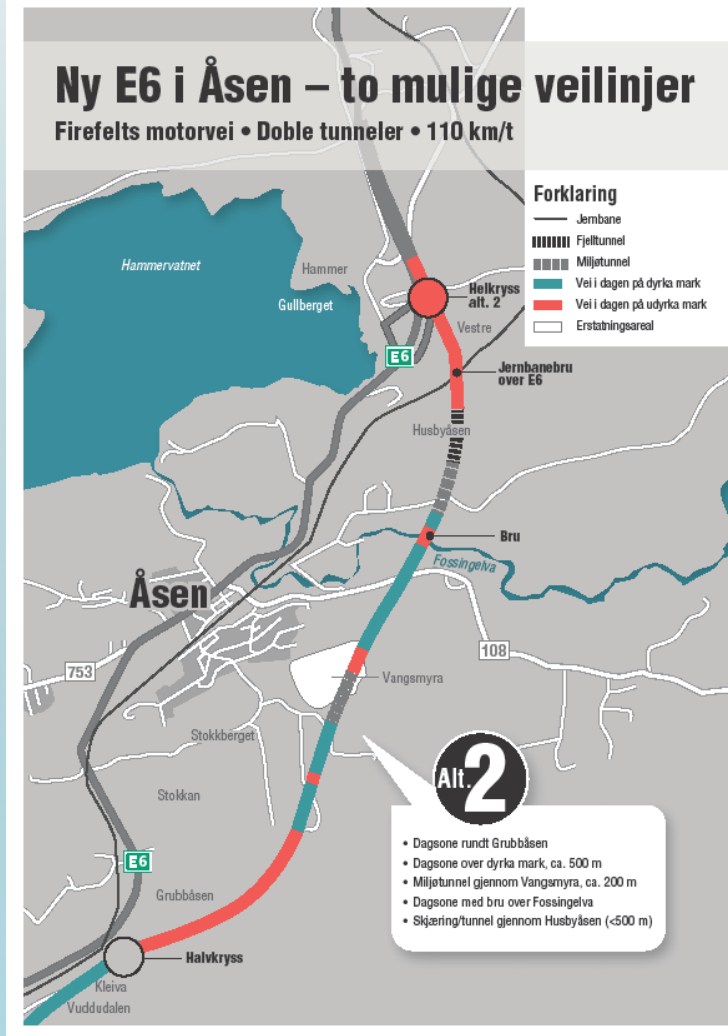 Ny E6 i Åsen – to mulige veilinjer
Firefelts motorvei • Doble tunneler • 110 km/t
Forklaring
Jernbane
Fjelltunnel
Miljøtunnel
Vei i dagen på dyrka mark
Vei i dagen på udyrka mark
Erstatningsareal
Hammervatnet
Hammer
Gullberget
Helkryss
alt. 2
Vestre
E6
Jernbanebru
over E6
Husbyåsen
Bru
Fossingelva
Åsen
108
753
Vangsmyra
Stokkberget
Stokkan
Alt. 2
• Dagsone rundt Grubbåsen
• Dagsone over dyrka mark, ca. 500 m
• Miljøtunnel gjennom Vangsmyra, ca. 200 m
• Dagsone med bru over Fossingelva
• Skjæring/tunnel gjennom Husbyåsen (<500 m)
E6
Grubbåsen
Halvkryss
Kleiva
Vuddudalen